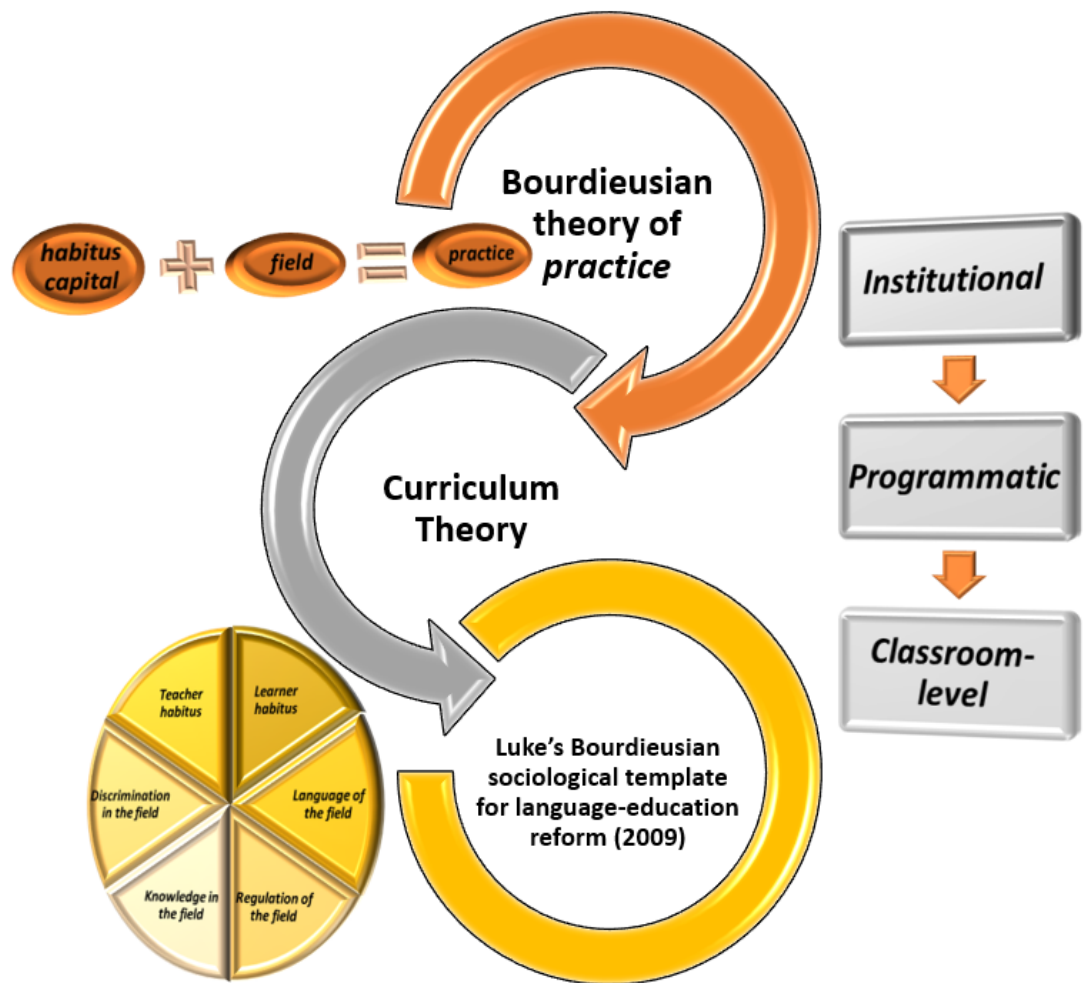 Bourdieusian
theory of
practice
habitus
capital
field
practice
Institutional
Programmatic
Classroom-
level
Curriculum
Theory
Luke’s Bourdieusian
sociological template
for language-education
reform (2009)
Teacher
habitus
Learner
habitus
Discrimination
in the field
Language of
the field
Knowledge in
the field
Regulation of
the field